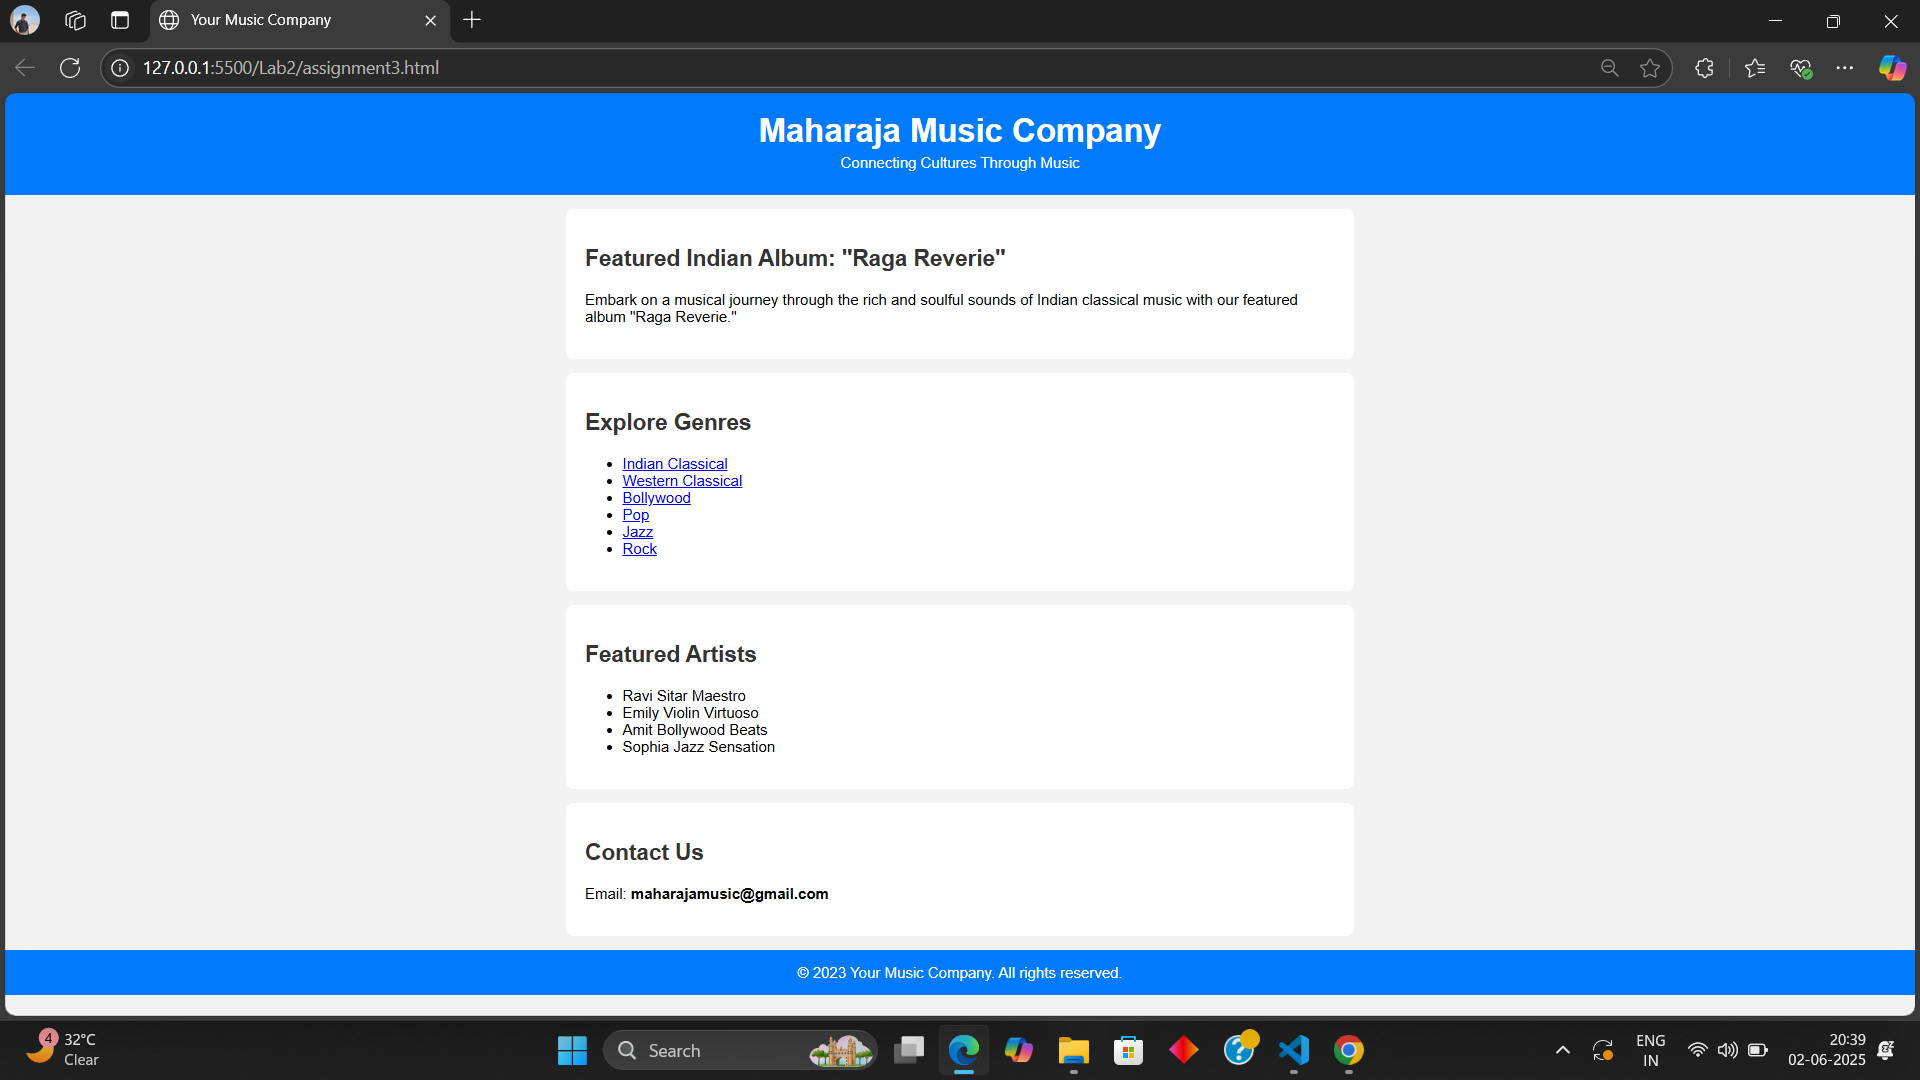 Your Music Company
127.0.0.1:5500/Lab2/assignment3.html
Maharaja Music Company
Connecting Cultures Through Music
Featured Indian Album: "Raga Reverie"
Embark on a musical journey through the rich and soulful sounds of Indian classical music with our featured
album "Raga Reverie."
Explore Genres
Indian Classical
Western Classical
Bollywood
Pop
Jazz
Rock
Featured Artists
Ravi Sitar Maestro
Emily Violin Virtuoso
Amit Bollywood Beats
Sophia Jazz Sensation
Contact Us
Email: maharajamusic@gmail.com
© 2023 Your Music Company. All rights reserved.
4
32°C
Clear
Search
ENG
IN
20:39
02-06-2025